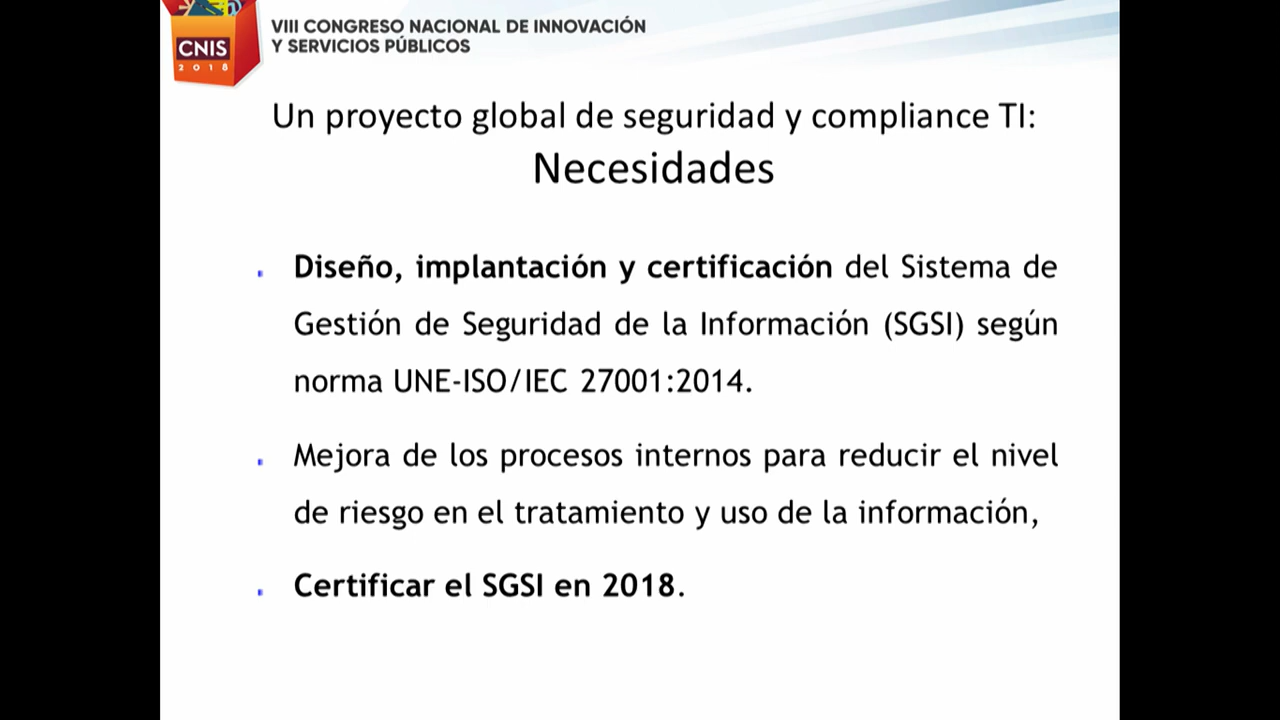 CNIS
2018
VIII CONGRESO NACIONAL DE INNOVACIÓN
Y SERVICIOS PÚBLICOS
Un proyecto global de seguridad y compliance TI:
Necesidades
Diseño, implantación y certificación del Sistema de
Gestión de Seguridad de la Información (SGSI) según
norma UNE-ISO/IEC 27001:2014.
Mejora de los procesos internos para reducir el nivel
de riesgo en el tratamiento y uso de la información,
Certificar el SGSI en 2018.